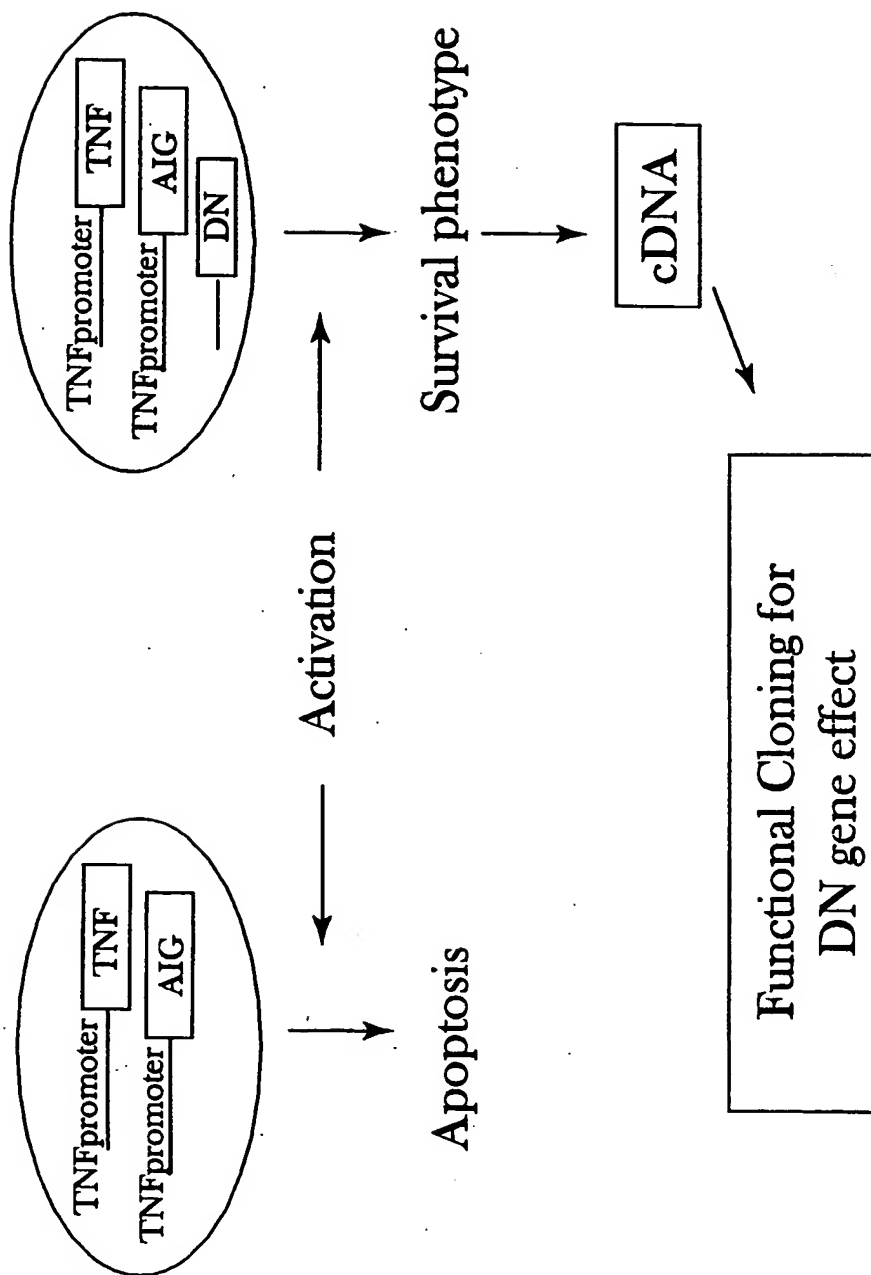 TNFpromoter
TNF
TNFpromoter
AIG
TNFpromoter
TNF
TNFpromoter
AIG
DN
Activation
Apoptosis
Survival phenotype
cDNA
Functional Cloning for
DN gene effect